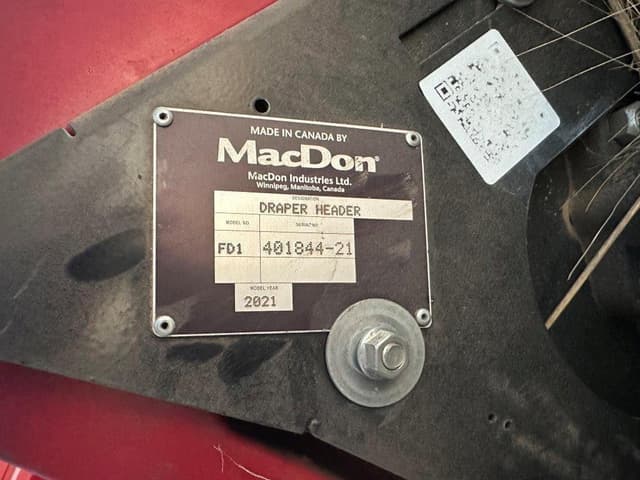 MADE IN CANADA BY
MacDon®
MacDon Industries Ltd.
Winnipeg, Manitoba, Canada
DESIGNATION
DRAPER HEADER
MODEL NO. SERIAL NO.
FD1 401844-21
MODEL YEAR
2021